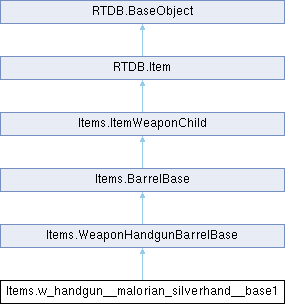 RTDB.BaseObject
RTDB.Item
Items.ItemWeaponChild
Items.BarrelBase
Items.WeaponHandgunBarrelBase
Items.w_handgun__malorian_silverhand__base1